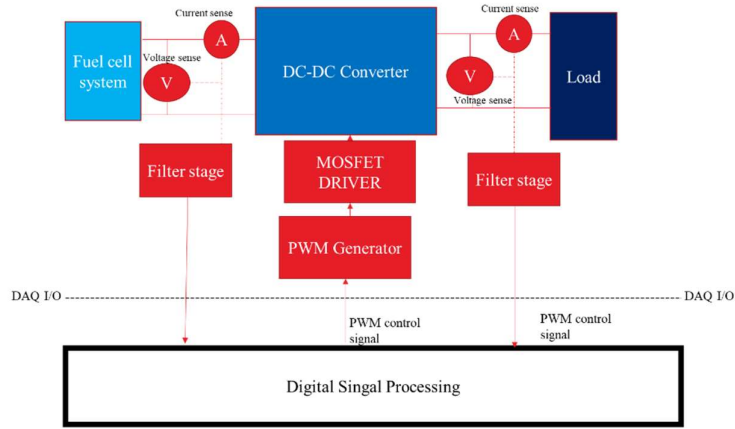 Current sense
Current sense
A
A
Fuel cell
system
Voltage sense
DC-DC Converter
Load
V
V
Voltage sense
MOSFET
DRIVER
Filter stage
Filter stage
PWM Generator
DAQ I/O
DAQ I/O
PWM control
signal
PWM control
signal
Digital Singal Processing